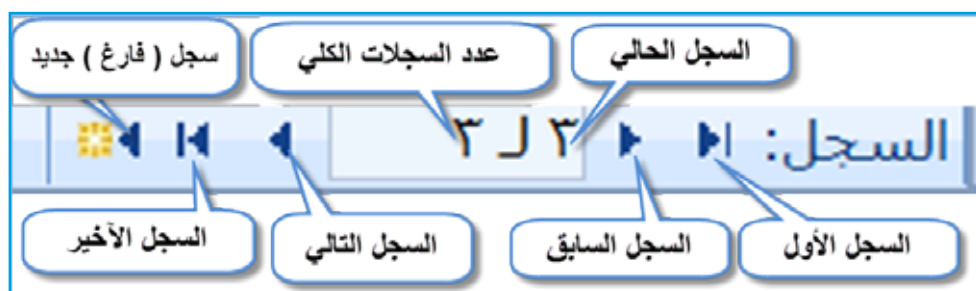 السجل الحالي
عدد السجلات الكلي
سجل ( فارغ ) جديد
السجل: ٣ لـ ٣
السجل الأول
السجل السابق
السجل التالي
السجل الآخير